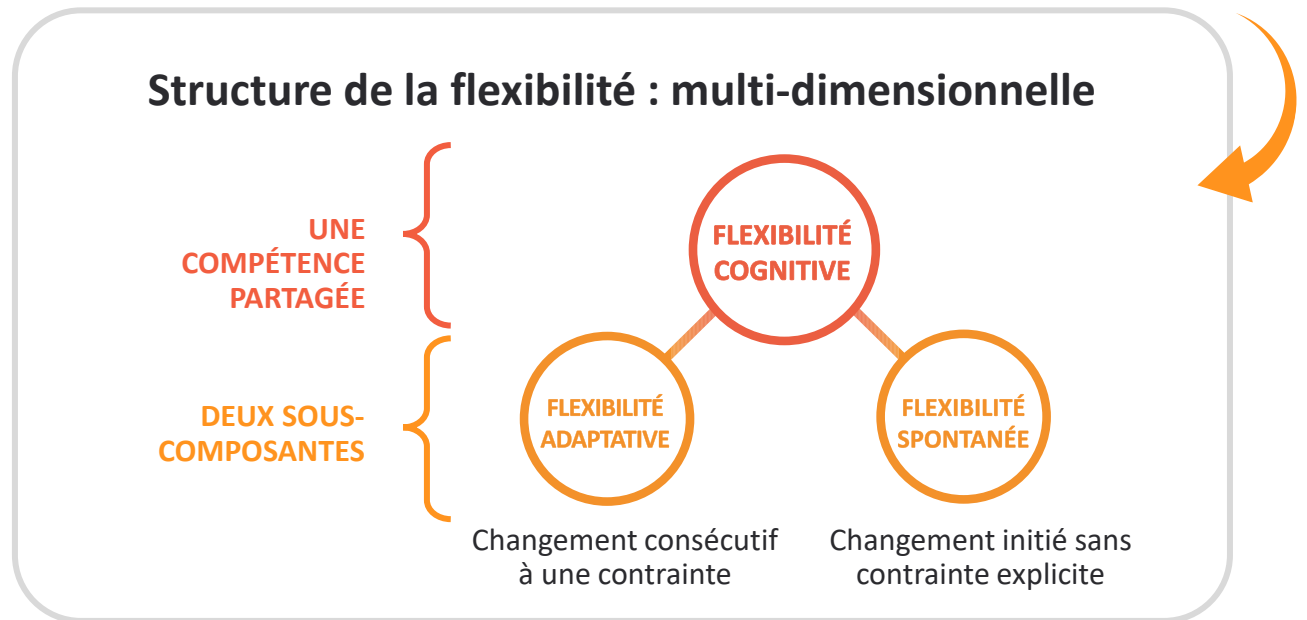 Structure de la flexibilité : multi-dimensionnelle
UNE
COMPÉTENCE
PARTAGÉE
FLEXIBILITÉ
COGNITIVE
DEUX SOUS-
COMPOSANTES
FLEXIBILITÉ
ADAPTATIVE
FLEXIBILITÉ
SPONTANÉE
Changement consécutif
à une contrainte
Changement initié sans
contrainte explicite